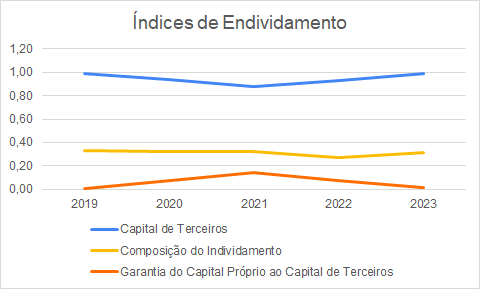 Índices de Endividamento
1,20
1,00
0,80
0,60
0,40
0,20
0,00
2019 2020 2021 2022 2023
Capital de Terceiros
Composição do Individamento
Garantia do Capital Próprio ao Capital de Terceiros